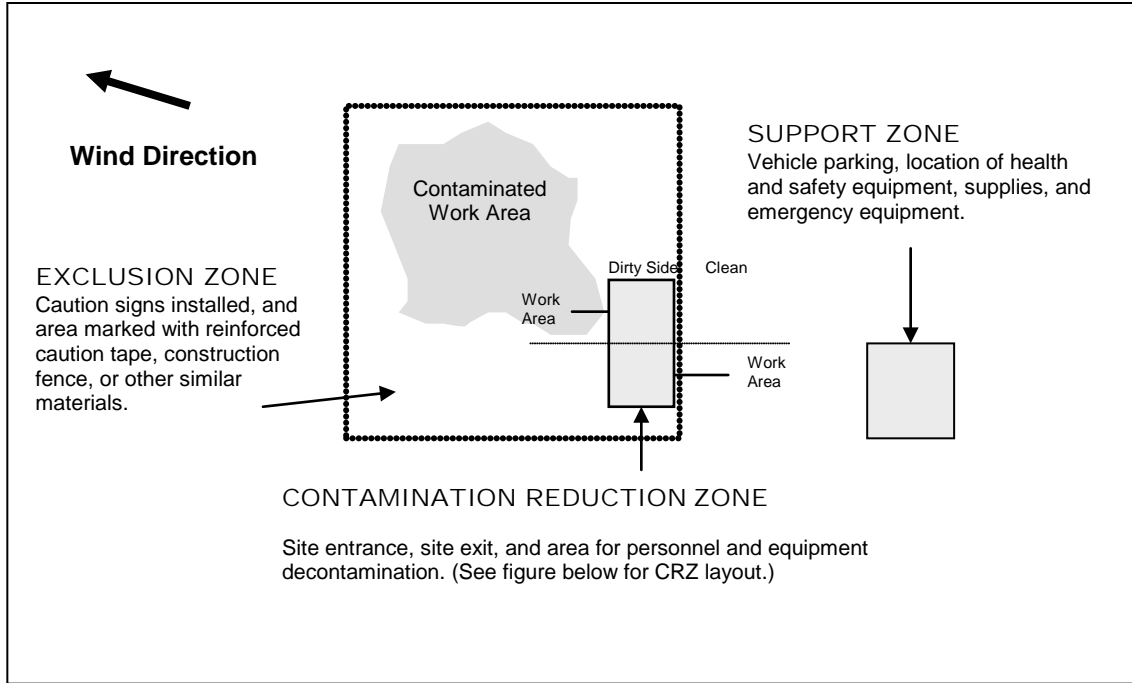 Wind Direction
Contaminated
Work Area
SUPPORT ZONE
Vehicle parking, location of health
and safety equipment, supplies, and
emergency equipment.
EXCLUSION ZONE
Caution signs installed, and
area marked with reinforced
caution tape, construction
fence, or other similar
materials.
Dirty Side
Clean
Work
Area
Work
Area
CONTAMINATION REDUCTION ZONE
Site entrance, site exit, and area for personnel and equipment
decontamination. (See figure below for CRZ layout.)